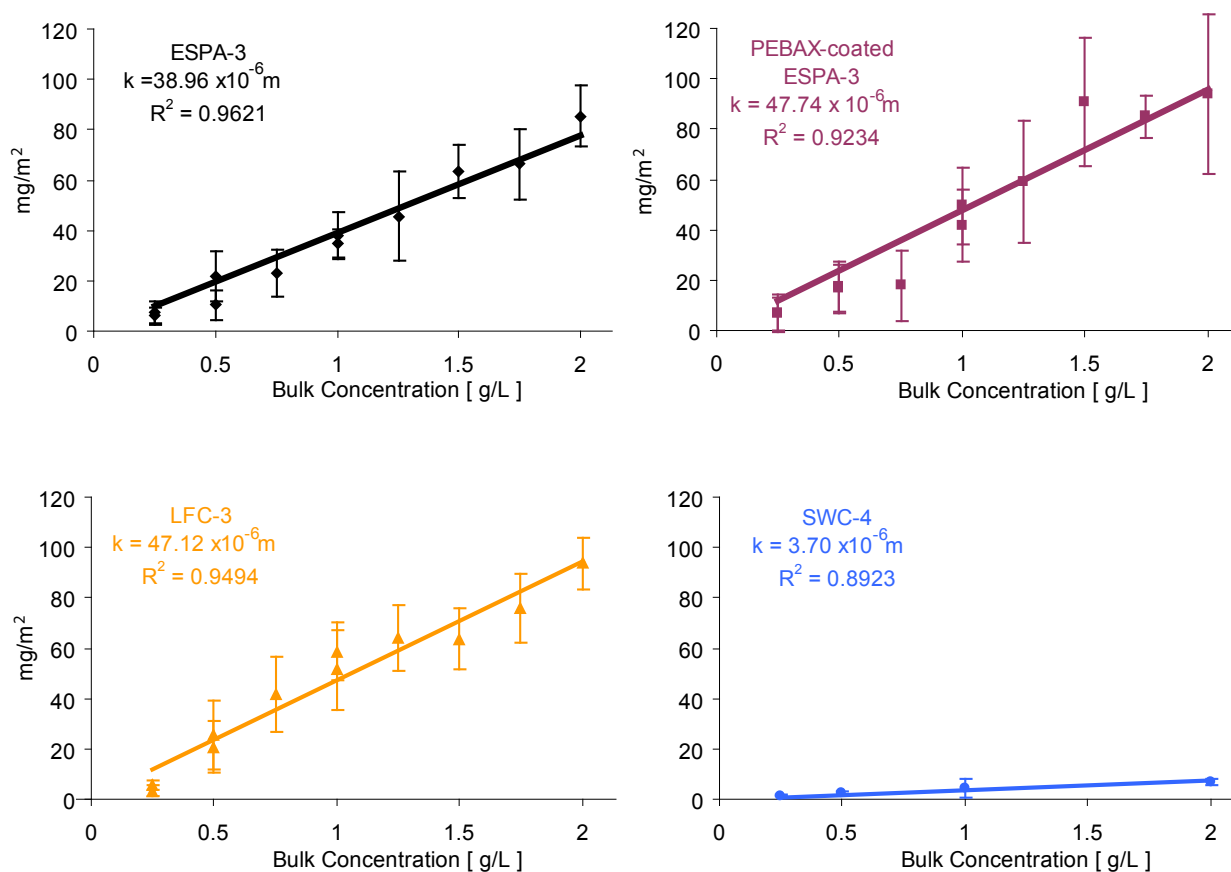 120
100
80
60
40
20
0
mg/m²
ESPA-3
k =38.96 x10⁻⁶m
R² = 0.9621
0 0.5 1 1.5 2
Bulk Concentration [ g/L ]
120
100
80
60
40
20
0
mg/m²
PEBAX-coated
ESPA-3
k = 47.74 x 10⁻⁶m
R² = 0.9234
0 0.5 1 1.5 2
Bulk Concentration [ g/L ]
120
100
80
60
40
20
0
mg/m²
LFC-3
k = 47.12 x10⁻⁶m
R² = 0.9494
0 0.5 1 1.5 2
Bulk Concentration [ g/L ]
120
100
80
60
40
20
0
SWC-4
k = 3.70 x10⁻⁶m
R² = 0.8923
0 0.5 1 1.5 2
Bulk Concentration [ g/L ]